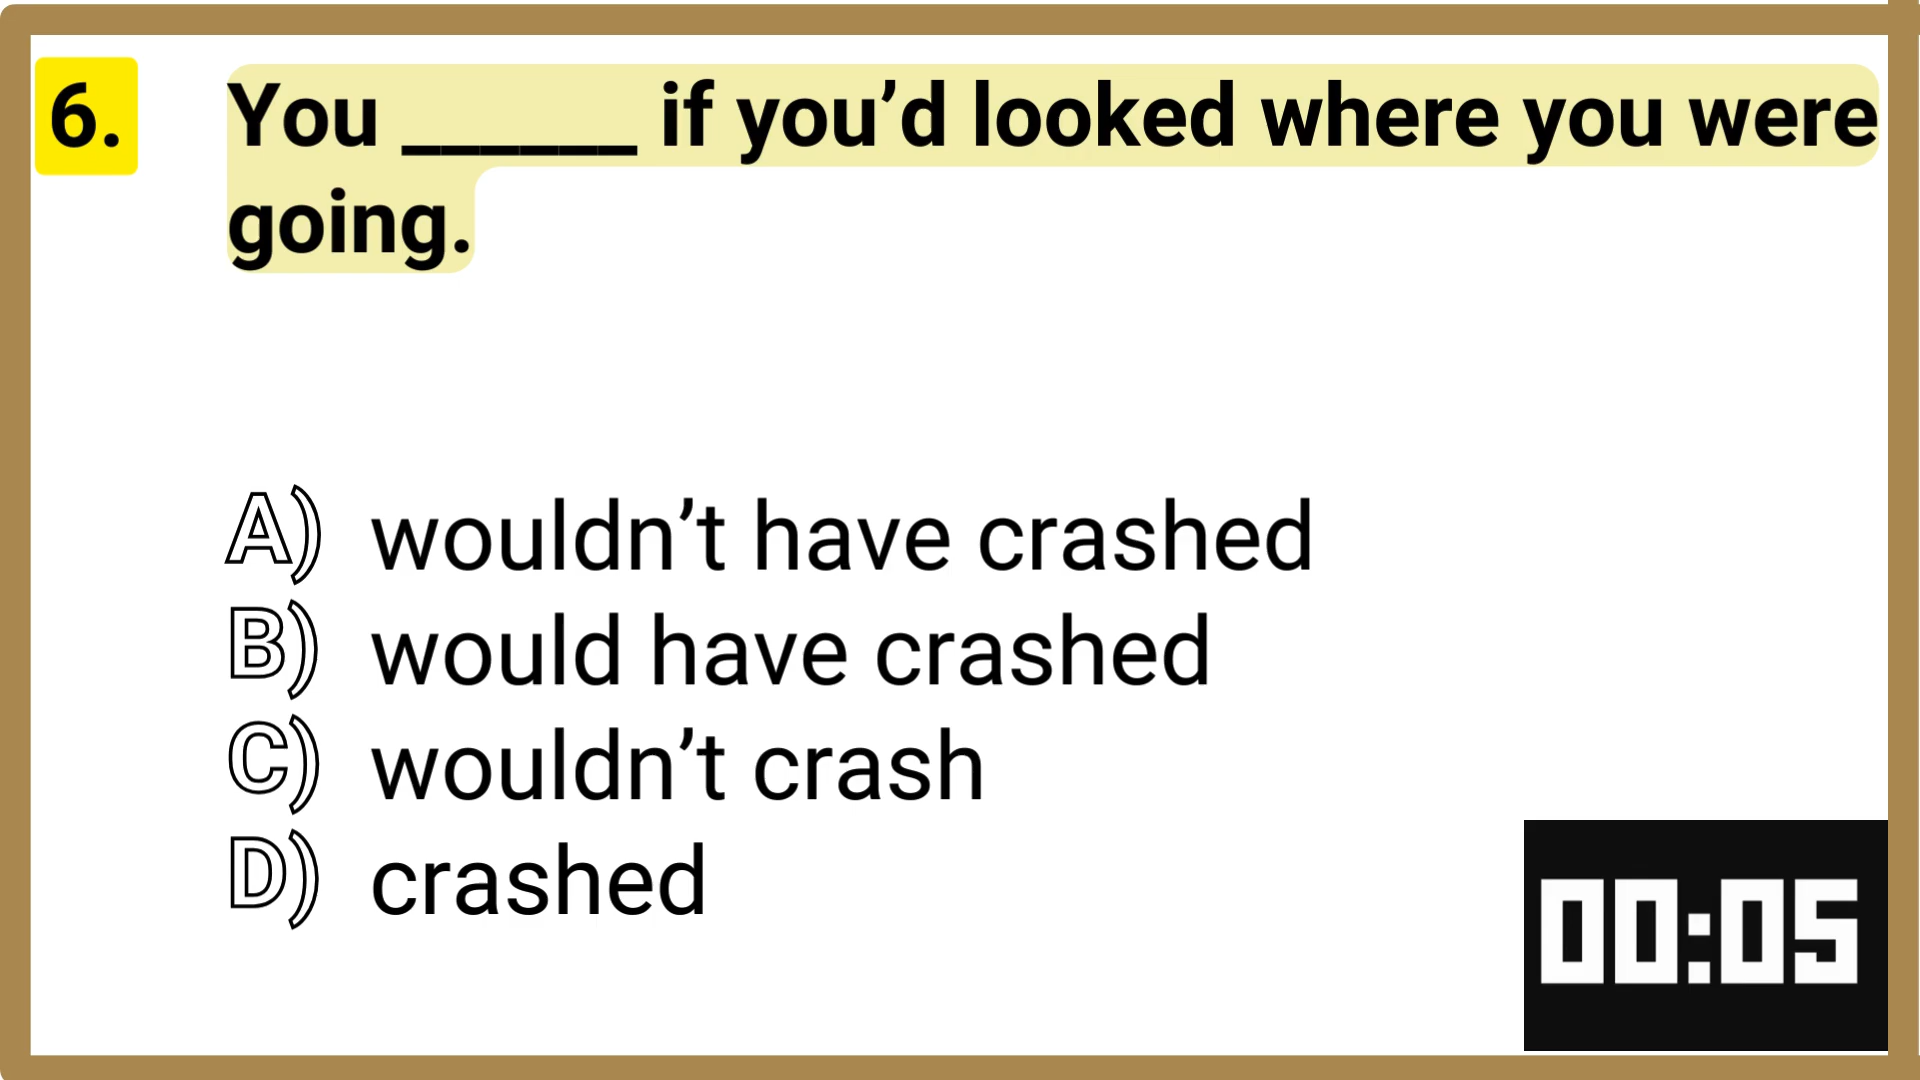 6. You ______ if you’d looked where you were
going.
A) wouldn’t have crashed
B) would have crashed
C) wouldn’t crash
D) crashed
00:05